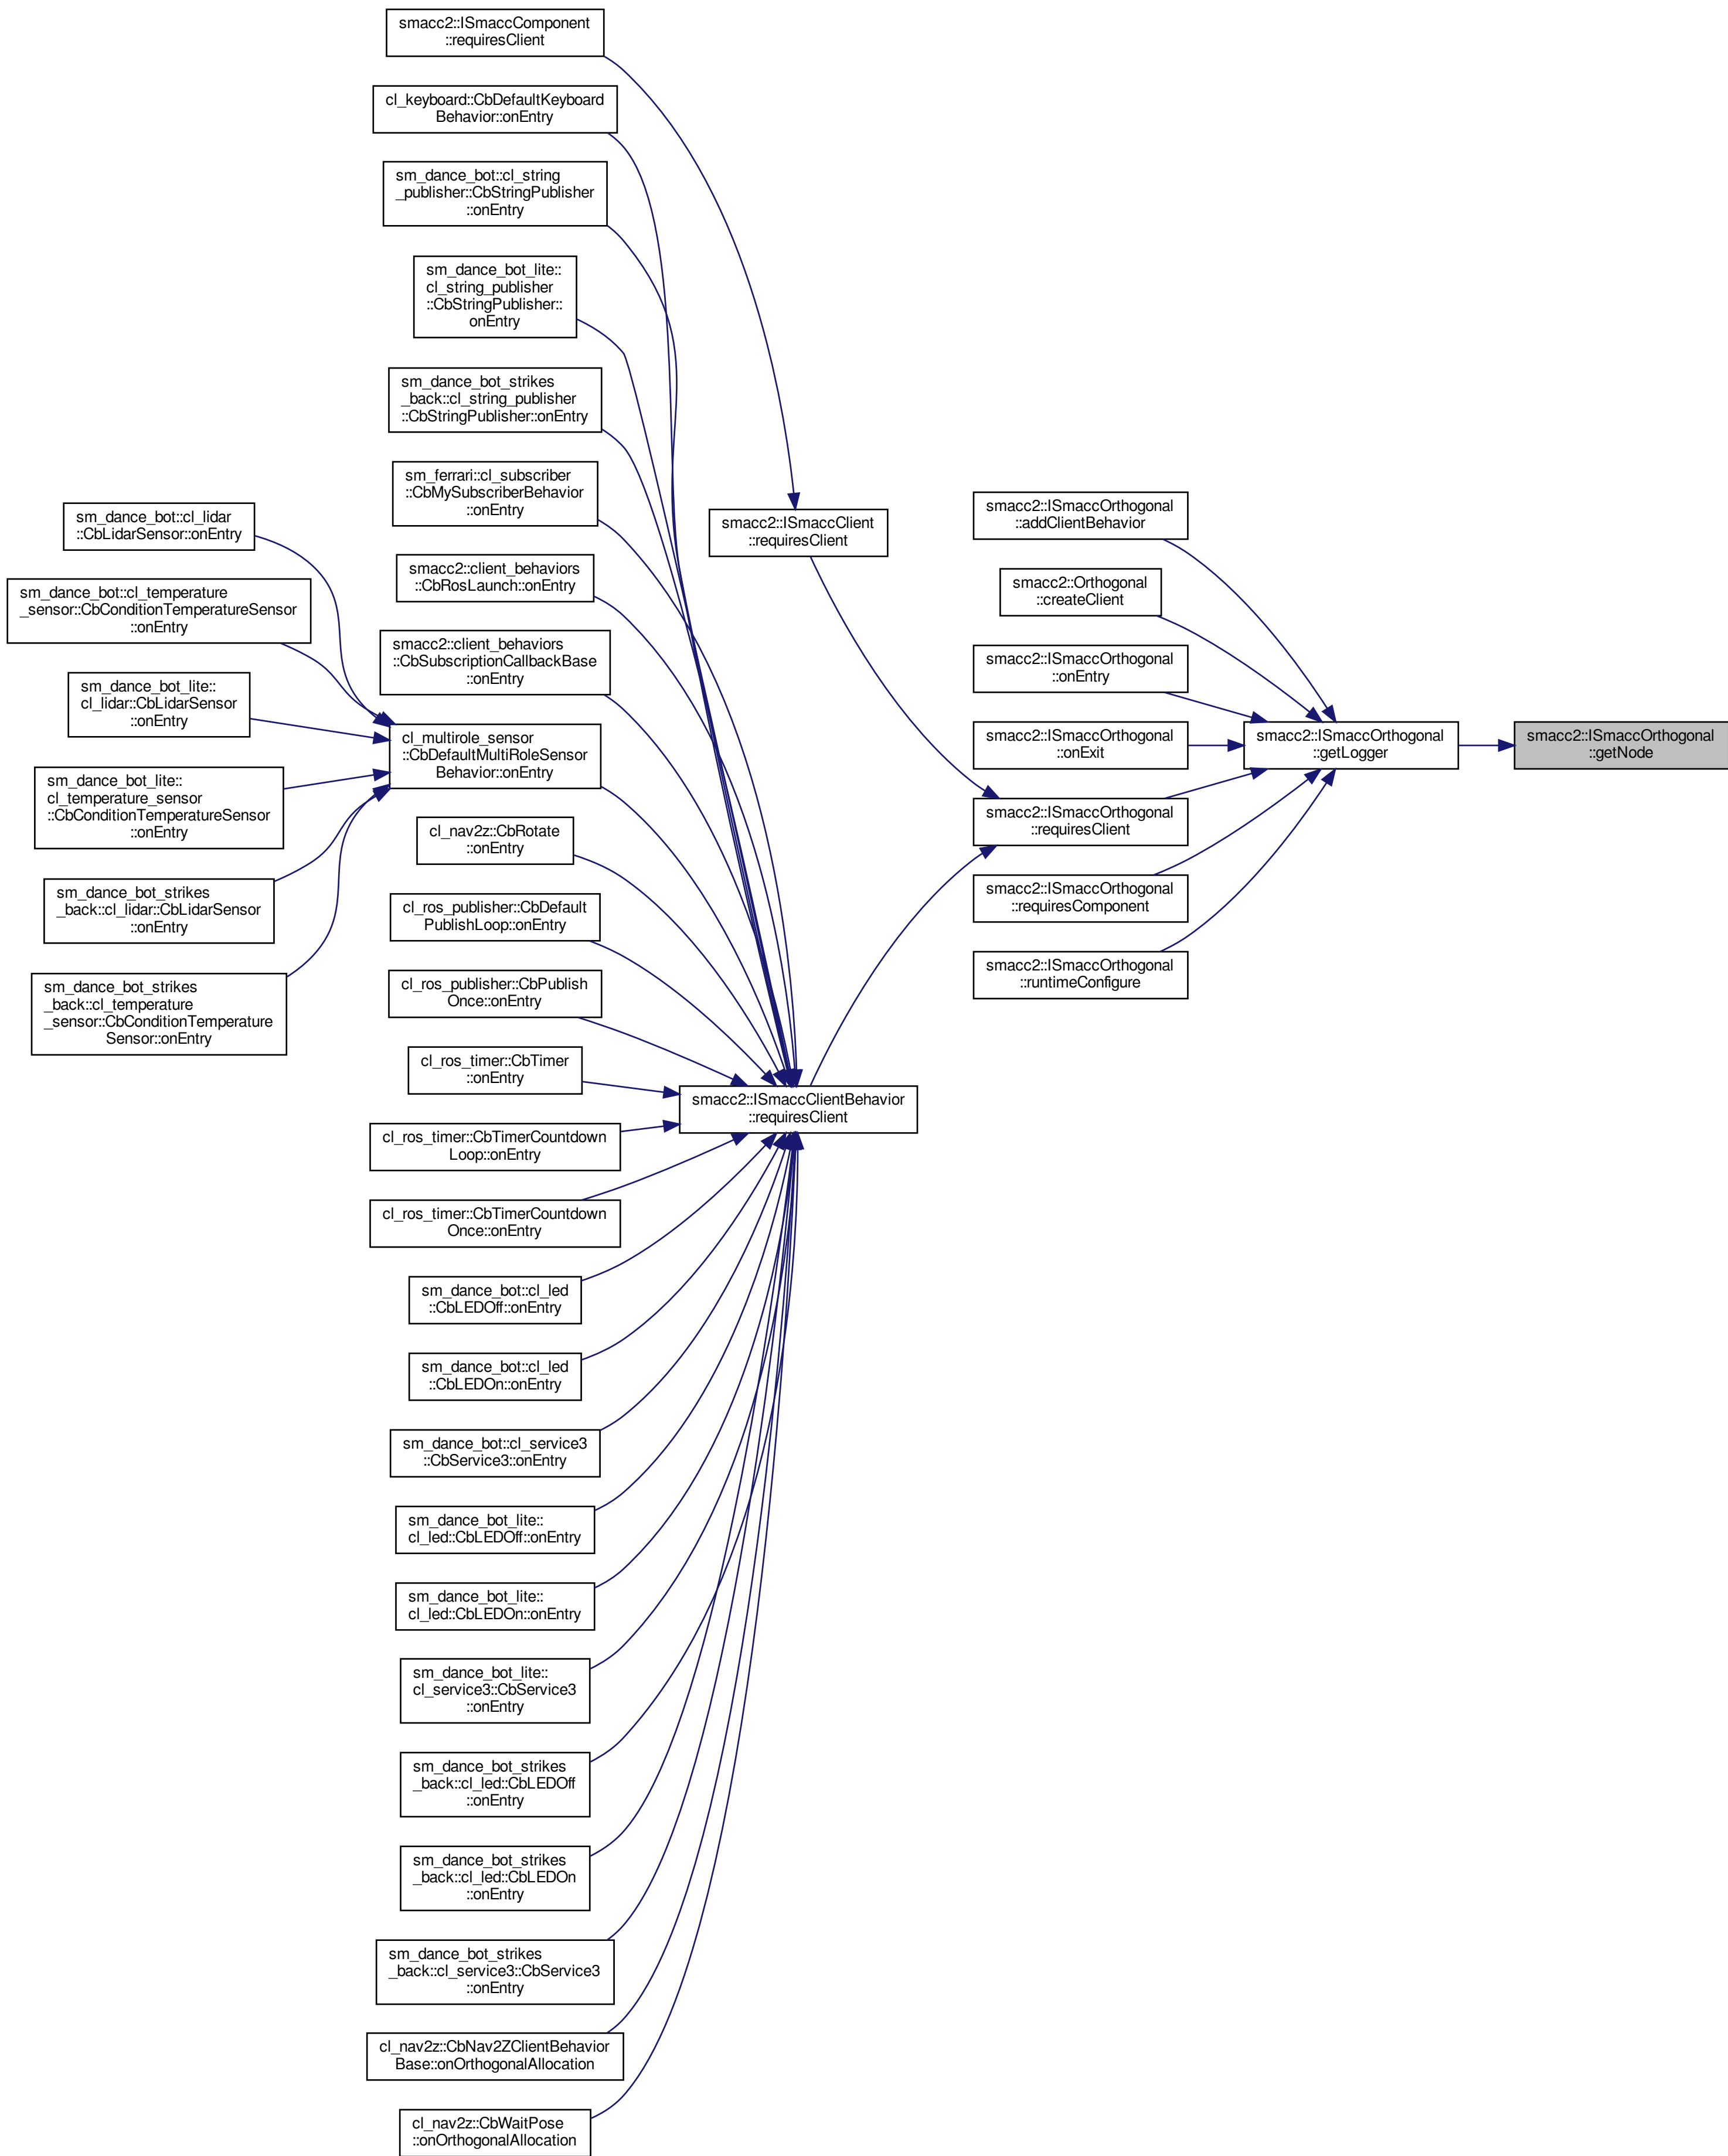 smacc2::ISmaccComponent
::requiresClient
cl_keyboard::CbDefaultKeyboard
Behavior::onEntry
sm_dance_bot::cl_string
_publisher::CbStringPublisher
::onEntry
sm_dance_bot_lite::
cl_string_publisher
::CbStringPublisher::
onEntry
sm_dance_bot_strikes
_back::cl_string_publisher
::CbStringPublisher::onEntry
sm_ferrari::cl_subscriber
::CbMySubscriberBehavior
::onEntry
smacc2::client_behaviors
::CbRosLaunch::onEntry
smacc2::client_behaviors
::CbSubscriptionCallbackBase
::onEntry
cl_multirole_sensor
::CbDefaultMultiRoleSensor
Behavior::onEntry
sm_dance_bot::cl_lidar
::CbLidarSensor::onEntry
sm_dance_bot::cl_temperature
_sensor::CbConditionTemperatureSensor
::onEntry
sm_dance_bot_lite::
cl_lidar::CbLidarSensor
::onEntry
sm_dance_bot_lite::
cl_temperature_sensor
::CbConditionTemperatureSensor
::onEntry
sm_dance_bot_strikes
_back::cl_lidar::CbLidarSensor
::onEntry
sm_dance_bot_strikes
_back::cl_temperature
_sensor::CbConditionTemperature
Sensor::onEntry
cl_nav2z::CbRotate
::onEntry
cl_ros_publisher::CbDefault
PublishLoop::onEntry
cl_ros_publisher::CbPublish
Once::onEntry
cl_ros_timer::CbTimer
::onEntry
cl_ros_timer::CbTimerCountdown
Loop::onEntry
cl_ros_timer::CbTimerCountdown
Once::onEntry
sm_dance_bot::cl_led
::CbLEDOff::onEntry
sm_dance_bot::cl_led
::CbLEDOn::onEntry
sm_dance_bot::cl_service3
::CbService3::onEntry
sm_dance_bot_lite::
cl_led::CbLEDOff::onEntry
sm_dance_bot_lite::
cl_led::CbLEDOn::onEntry
sm_dance_bot_lite::
cl_service3::CbService3
::onEntry
sm_dance_bot_strikes
_back::cl_led::CbLEDOff
::onEntry
sm_dance_bot_strikes
_back::cl_led::CbLEDOn
::onEntry
sm_dance_bot_strikes
_back::cl_service3::CbService3
::onEntry
cl_nav2z::CbNav2ZClientBehavior
Base::onOrthogonalAllocation
cl_nav2z::CbWaitPose
::onOrthogonalAllocation
smacc2::ISmaccClient
::requiresClient
smacc2::ISmaccClientBehavior
::requiresClient
smacc2::ISmaccOrthogonal
::addClientBehavior
smacc2::Orthogonal
::createClient
smacc2::ISmaccOrthogonal
::onEntry
smacc2::ISmaccOrthogonal
::onExit
smacc2::ISmaccOrthogonal
::requiresClient
smacc2::ISmaccOrthogonal
::requiresComponent
smacc2::ISmaccOrthogonal
::runtimeConfigure
smacc2::ISmaccOrthogonal
::getLogger
smacc2::ISmaccOrthogonal
::getNode